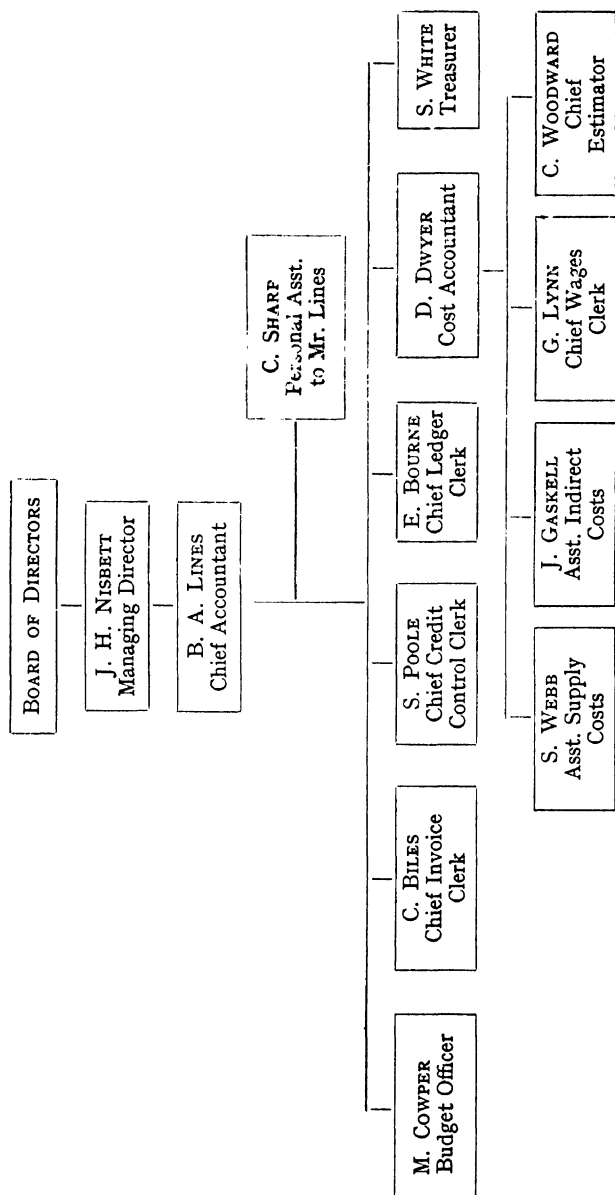 BOARD OF DIRECTORS
J. H. NISBETT
Managing Director
B. A. LINES
Chief Accountant
C. SHARP
Personal Asst.
to Mr. Lines
M. COWPER
Budget Officer
C. BILES
Chief Invoice
Clerk
S. POOLE
Chief Credit
Control Clerk
E. BOURNE
Chief Ledger
Clerk
D. DWYER
Cost Accountant
S. WHITE
Treasurer
S. WEBB
Asst. Supply
Costs
J. GASKELL
Asst. Indirect
Costs
G. LYNN
Chief Wages
Clerk
C. WOODWARD
Chief
Estimator